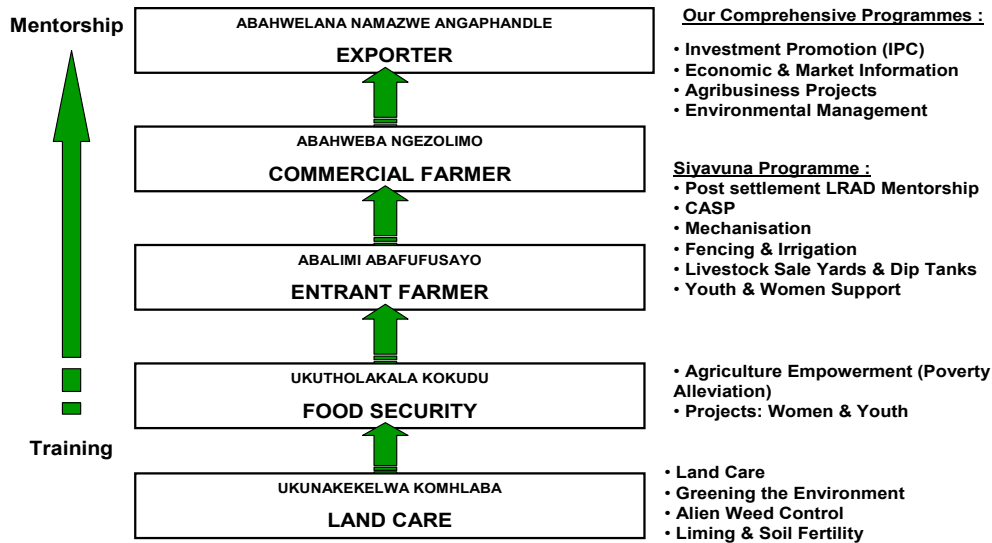 Mentorship
Training
ABAHWELANA NAMAZWE ANGAPHANDLE
EXPORTER
Our Comprehensive Programmes :
• Investment Promotion (IPC)
• Economic & Market Information
• Agribusiness Projects
• Environmental Management
ABAHWEBA NGEZOLIMO
COMMERCIAL FARMER
Siyavuna Programme :
• Post settlement LRAD Mentorship
• CASP
• Mechanisation
• Fencing & Irrigation
• Livestock Sale Yards & Dip Tanks
• Youth & Women Support
ABALIMI ABAFUFUSAYO
ENTRANT FARMER
UKUTHOLAKALA KOKUDU
FOOD SECURITY
• Agriculture Empowerment (Poverty
Alleviation)
• Projects: Women & Youth
UKUNAKEKELWA KOMHLABA
LAND CARE
• Land Care
• Greening the Environment
• Alien Weed Control
• Liming & Soil Fertility